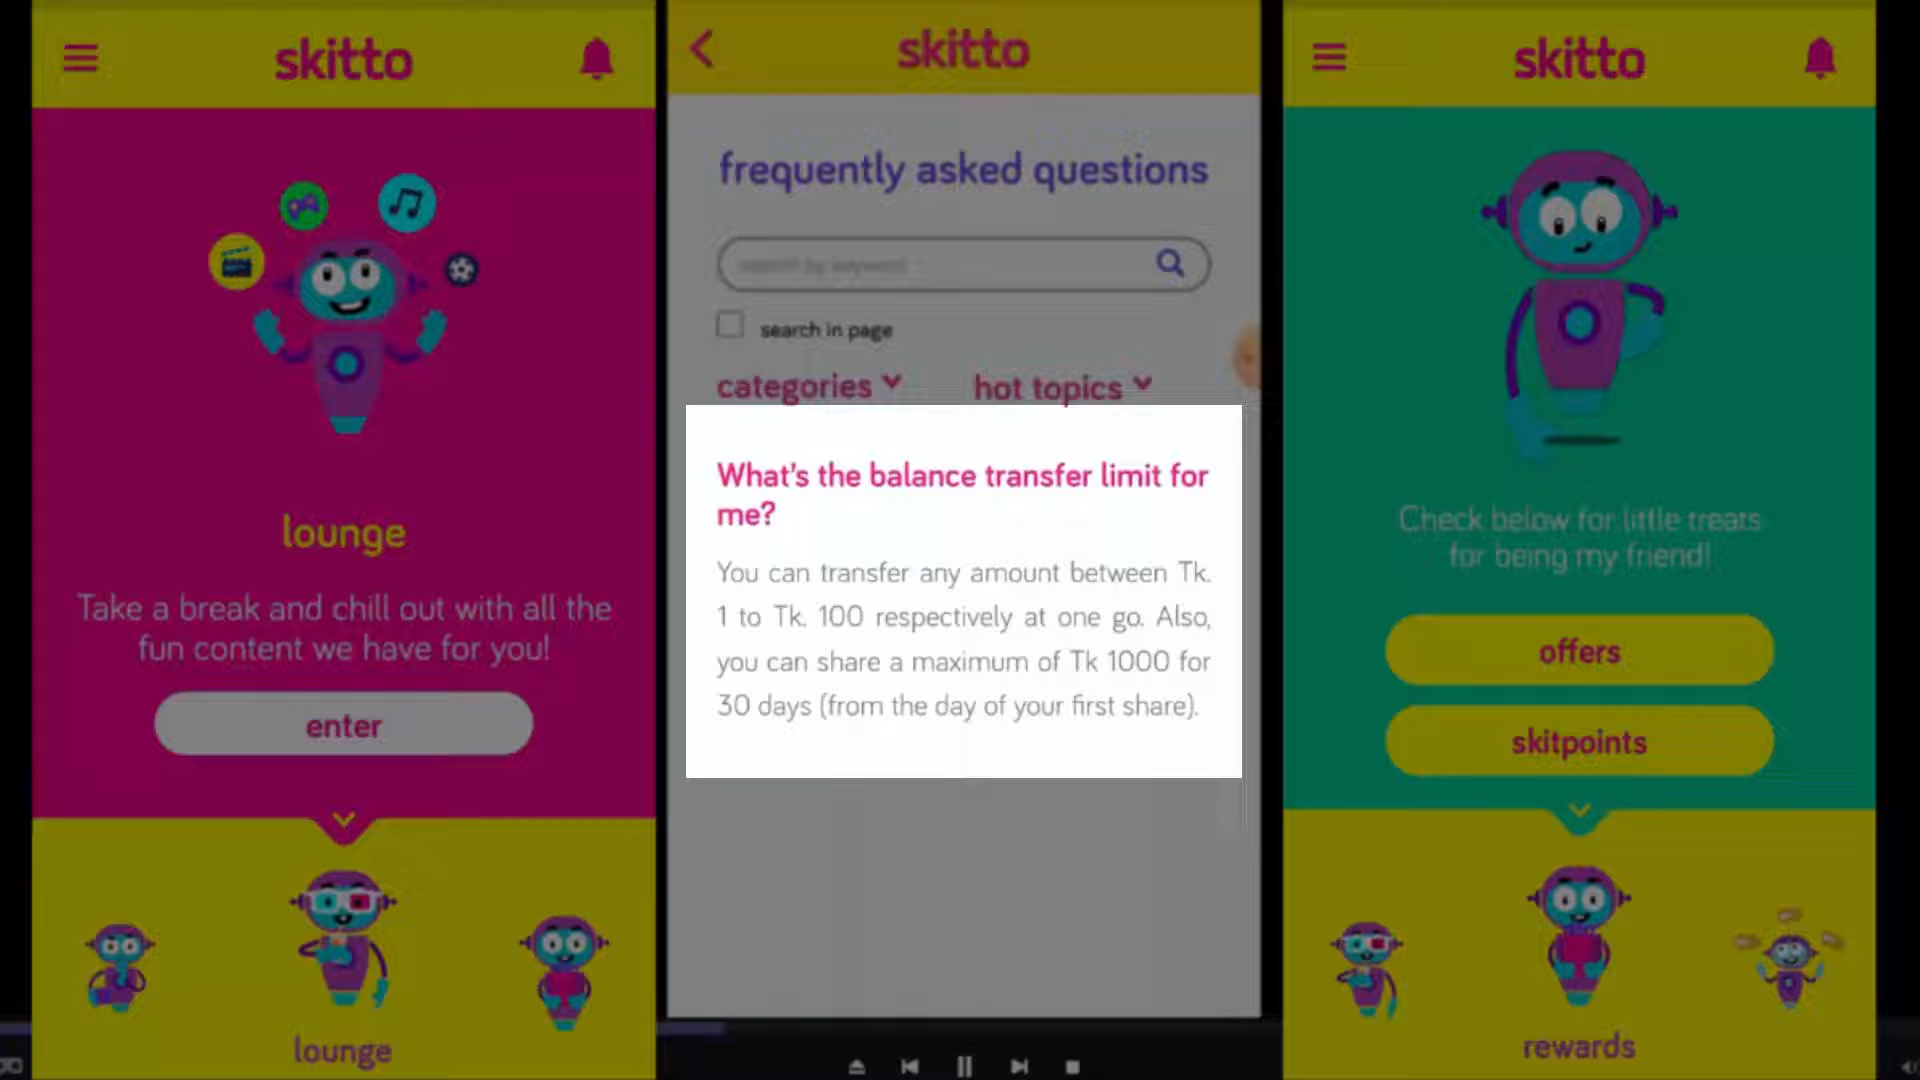 skitto
lounge
Take a break and chill out with all the
fun content we have for you!
enter
lounge
skitto
frequently asked questions
search by keyword
search in page
categories
hot topics
What's the balance transfer limit for
me?
You can transfer any amount between Tk.
1 to Tk. 100 respectively at one go. Also,
you can share a maximum of Tk 1000 for
30 days (from the day of your first share).
skitto
Check below for little treats
for being my friend!
offers
skitpoints
rewards